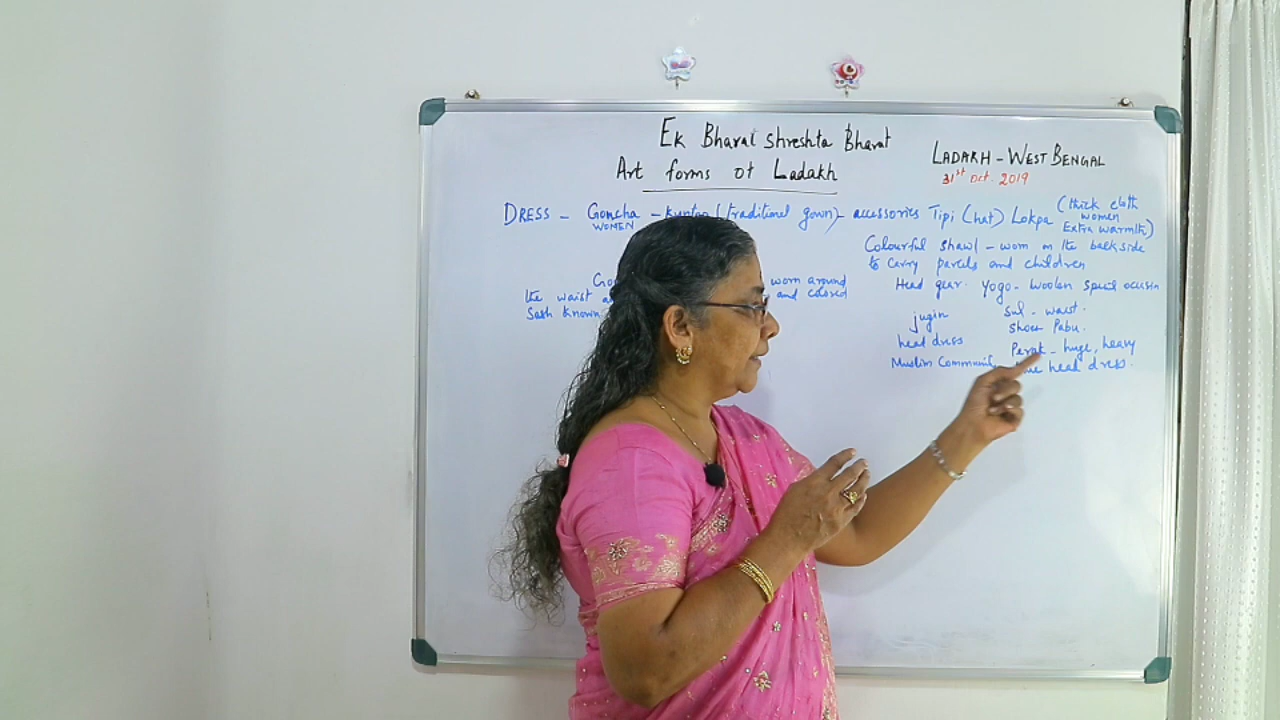 Ek Bharat Shreshta Bharat
Art forms of Ladakh
LADAKH - WEST BENGAL
31st Oct. 2019
DRESS - Goncha - Kuntop (traditional gown) - accessories Tipi (hat) Lokpa (thick cloth
WOMEN
women
Extra warmth)
Colourful Shawl - worn on the back side
to carry parcels and children
worn around
the waist and colored
Sash known
Head gear. yogo - woolen special occasion
jugin Sul - waist.
head dress shoes Pabu.
Perak - huge, heavy
Muslim Community head dress.